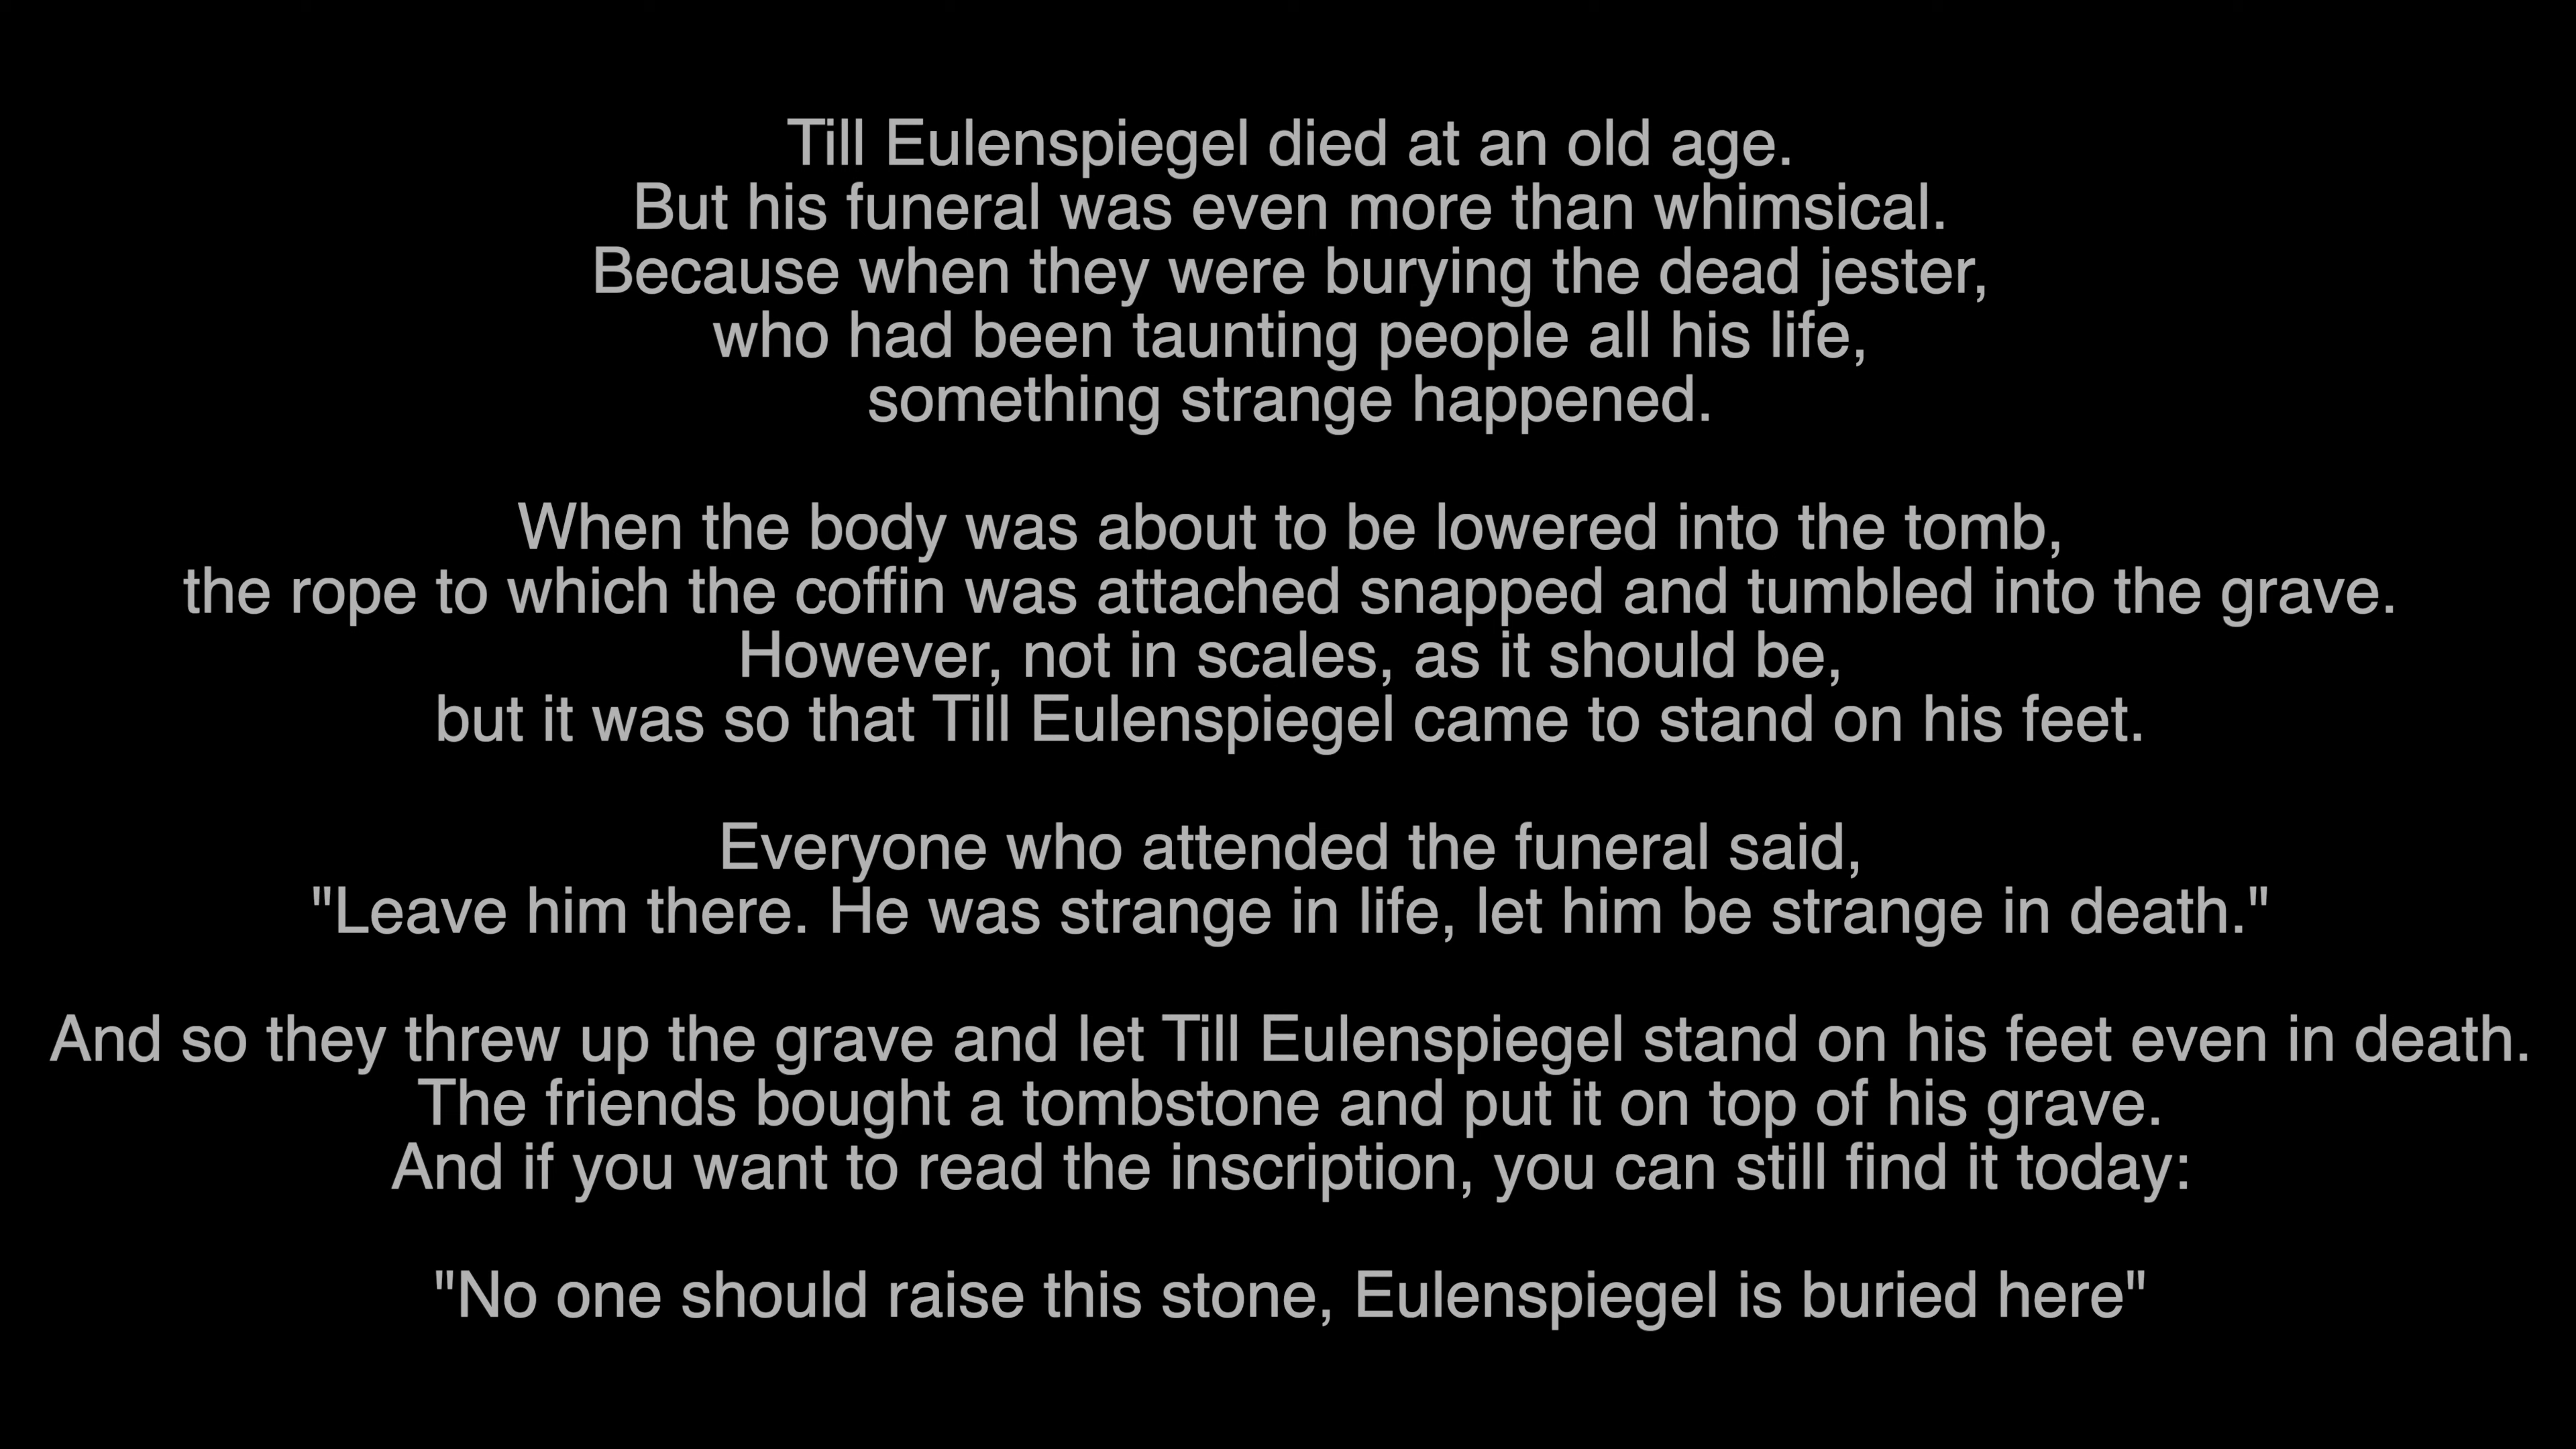 Till Eulenspiegel died at an old age.
But his funeral was even more than whimsical.
Because when they were burying the dead jester,
who had been taunting people all his life,
something strange happened.
When the body was about to be lowered into the tomb,
the rope to which the coffin was attached snapped and tumbled into the grave.
However, not in scales, as it should be,
but it was so that Till Eulenspiegel came to stand on his feet.
Everyone who attended the funeral said,
"Leave him there. He was strange in life, let him be strange in death."
And so they threw up the grave and let Till Eulenspiegel stand on his feet even in death.
The friends bought a tombstone and put it on top of his grave.
And if you want to read the inscription, you can still find it today:
"No one should raise this stone, Eulenspiegel is buried here"